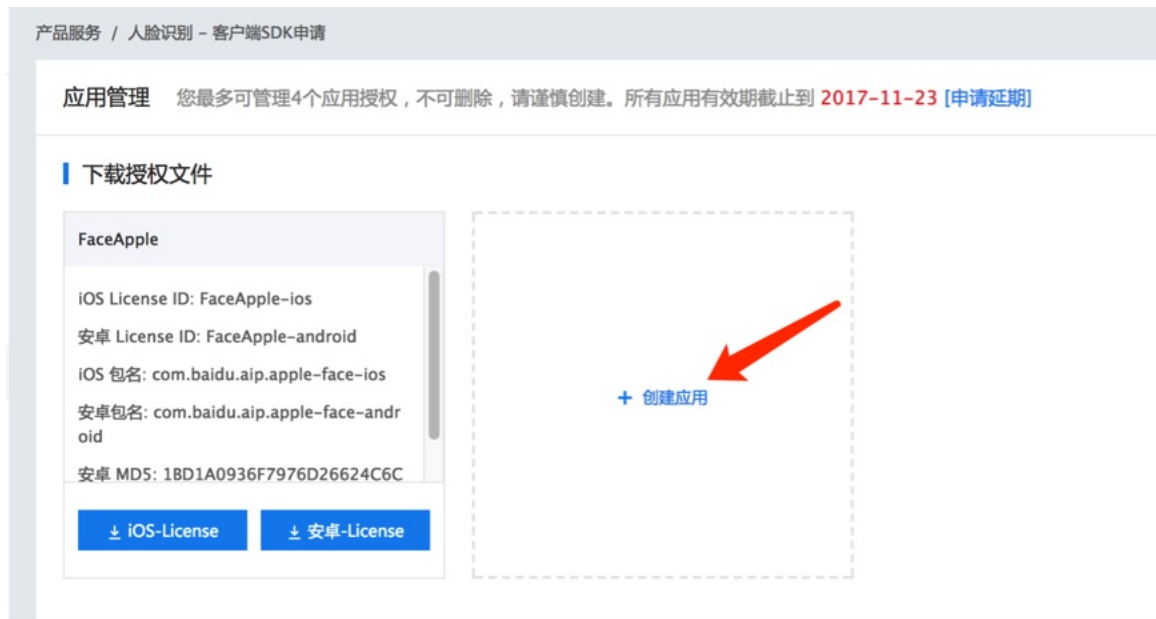 产品服务 / 人脸识别 – 客户端SDK申请
应用管理 您最多可管理4个应用授权，不可删除，请谨慎创建。所有应用有效期截止到 2017-11-23 [申请延期]
下载授权文件
FaceApple
iOS License ID: FaceApple-ios
安卓 License ID: FaceApple-android
iOS 包名: com.baidu.aip.apple-face-ios
安卓包名: com.baidu.aip.apple-face-andr
oid
安卓 MD5: 1BD1A0936F7976D26624C6C
iOS-License 安卓-License
+ 创建应用